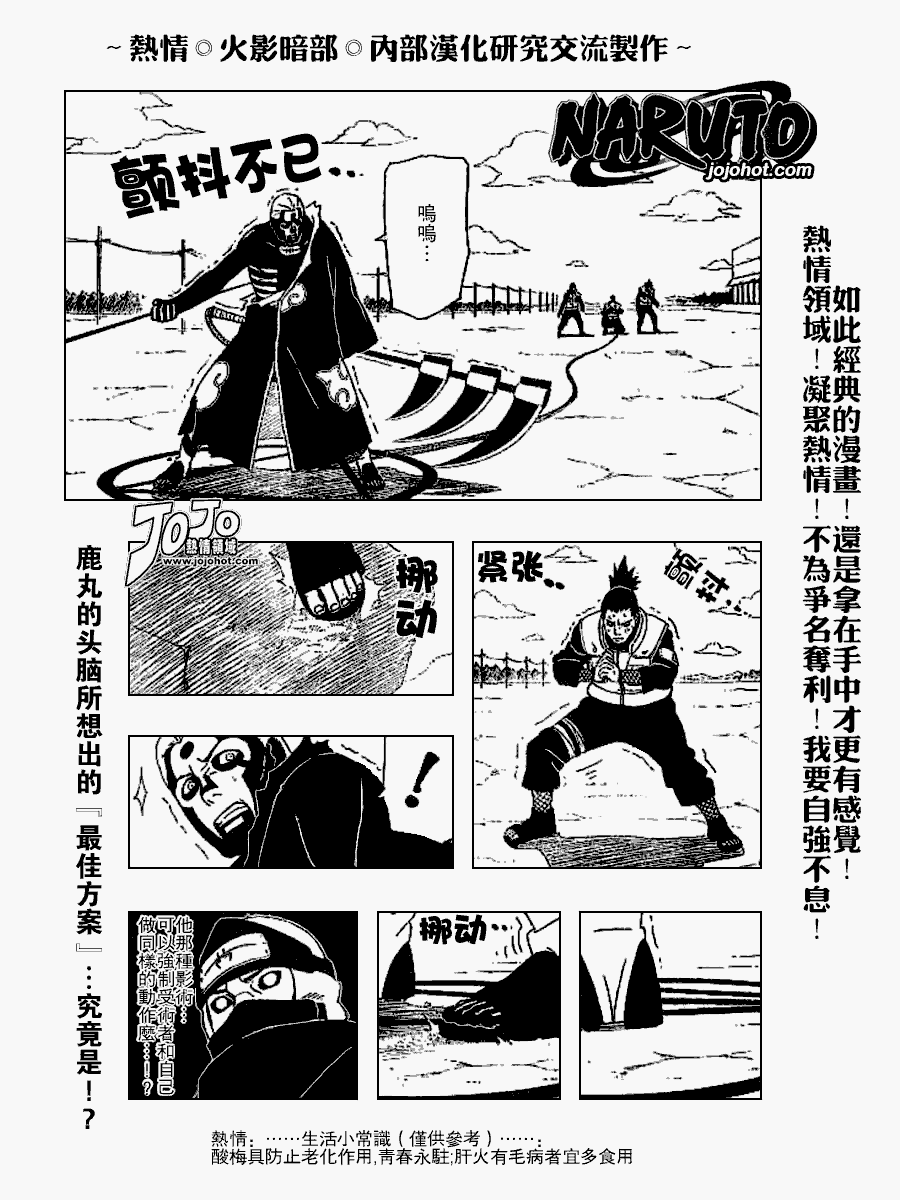 ~熱情◎火影暗部◎內部漢化研究交流製作~
NARUTO
jojohot.com
颤抖不已..
嗚嗚…
如此經典的漫畫！還是拿在手中才更有感覺！
熱情領域！凝聚熱情！不為爭名奪利！我要自強不息！
JOJO
熱情領域
www.jojohot.com
挪动
紧张..
颤抖..
！
鹿丸的头脑所想出的『最佳方案』…究竟是！？
他那種影術…
可以強制受術者和自己
做同樣的動作麼…！？
挪动..
熱情：……生活小常識（僅供參考）……：
酸梅具防止老化作用,青春永駐;肝火有毛病者宜多食用